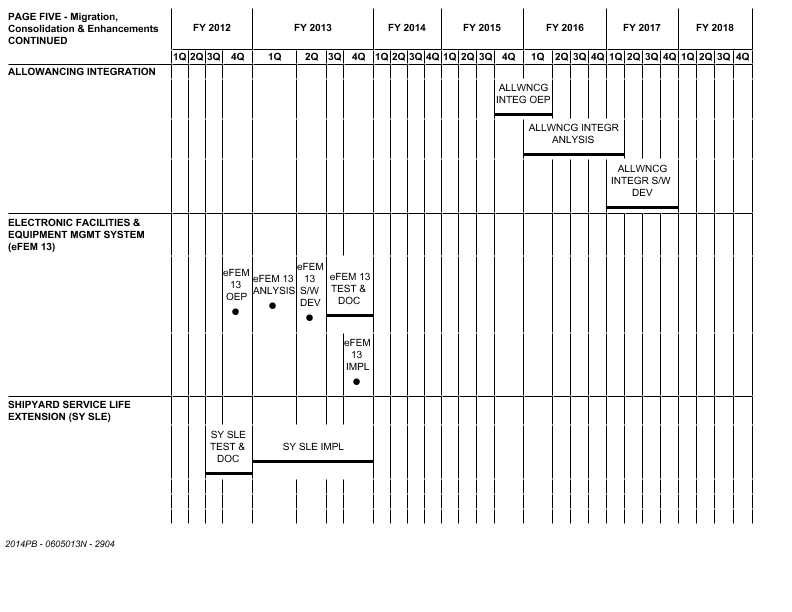 PAGE FIVE - Migration,
Consolidation & Enhancements
CONTINUED
FY 2012 FY 2013 FY 2014 FY 2015 FY 2016 FY 2017 FY 2018
1Q 2Q 3Q 4Q 1Q 2Q 3Q 4Q 1Q 2Q 3Q 4Q 1Q 2Q 3Q 4Q 1Q 2Q 3Q 4Q 1Q 2Q 3Q 4Q 1Q 2Q 3Q 4Q
ALLOWANCING INTEGRATION
ALLWNCG
INTEG OEP
ALLWNCG INTEGR
ANLYSIS
ALLWNCG
INTEGR S/W
DEV
ELECTRONIC FACILITIES &
EQUIPMENT MGMT SYSTEM
(eFEM 13)
eFEM
13
OEP
eFEM 13
ANLYSIS
eFEM
13
S/W
DEV
eFEM 13
TEST &
DOC
eFEM
13
IMPL
SHIPYARD SERVICE LIFE
EXTENSION (SY SLE)
SY SLE
TEST &
DOC
SY SLE IMPL
2014PB - 0605013N - 2904